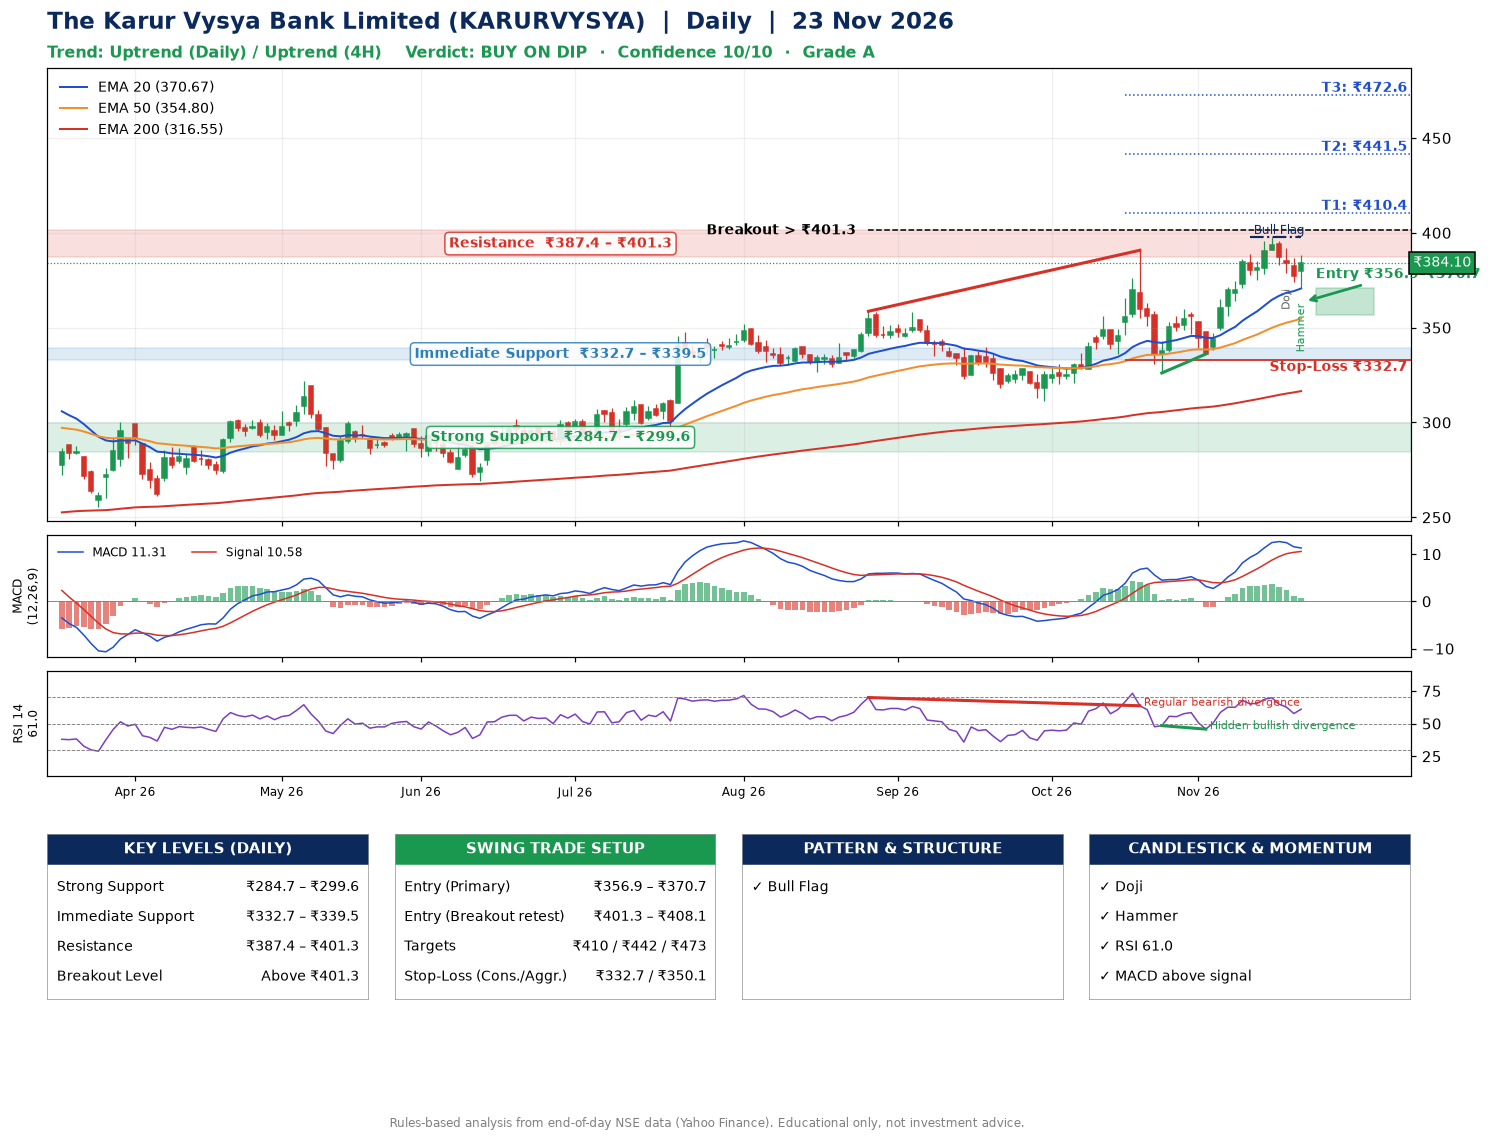 The Karur Vysya Bank Limited (KARURVYSYA) | Daily | 23 Nov 2026
Trend: Uptrend (Daily) / Uptrend (4H) Verdict: BUY ON DIP · Confidence 10/10 · Grade A
EMA 20 (370.67)
EMA 50 (354.80)
EMA 200 (316.55)
T3: ₹472.6
450
T2: ₹441.5
T1: ₹410.4
Breakout > ₹401.3
Bull Flag
400
Resistance ₹387.4 – ₹401.3
₹384.10
Entry ₹356.9–₹370.7
Doji
Hammer
350
Immediate Support ₹332.7 – ₹339.5
Stop-Loss ₹332.7
300
Strong Support ₹284.7 – ₹299.6
250
MACD 11.31 Signal 10.58
MACD
(12,26,9)
10
0
−10
RSI 14
61.0
75
50
25
Regular bearish divergence
Hidden bullish divergence
Apr 26 May 26 Jun 26 Jul 26 Aug 26 Sep 26 Oct 26 Nov 26
KEY LEVELS (DAILY)
Strong Support ₹284.7 – ₹299.6
Immediate Support ₹332.7 – ₹339.5
Resistance ₹387.4 – ₹401.3
Breakout Level Above ₹401.3
SWING TRADE SETUP
Entry (Primary) ₹356.9 – ₹370.7
Entry (Breakout retest) ₹401.3 – ₹408.1
Targets ₹410 / ₹442 / ₹473
Stop-Loss (Cons./Aggr.) ₹332.7 / ₹350.1
PATTERN & STRUCTURE
✓ Bull Flag
CANDLESTICK & MOMENTUM
✓ Doji
✓ Hammer
✓ RSI 61.0
✓ MACD above signal
Rules-based analysis from end-of-day NSE data (Yahoo Finance). Educational only, not investment advice.